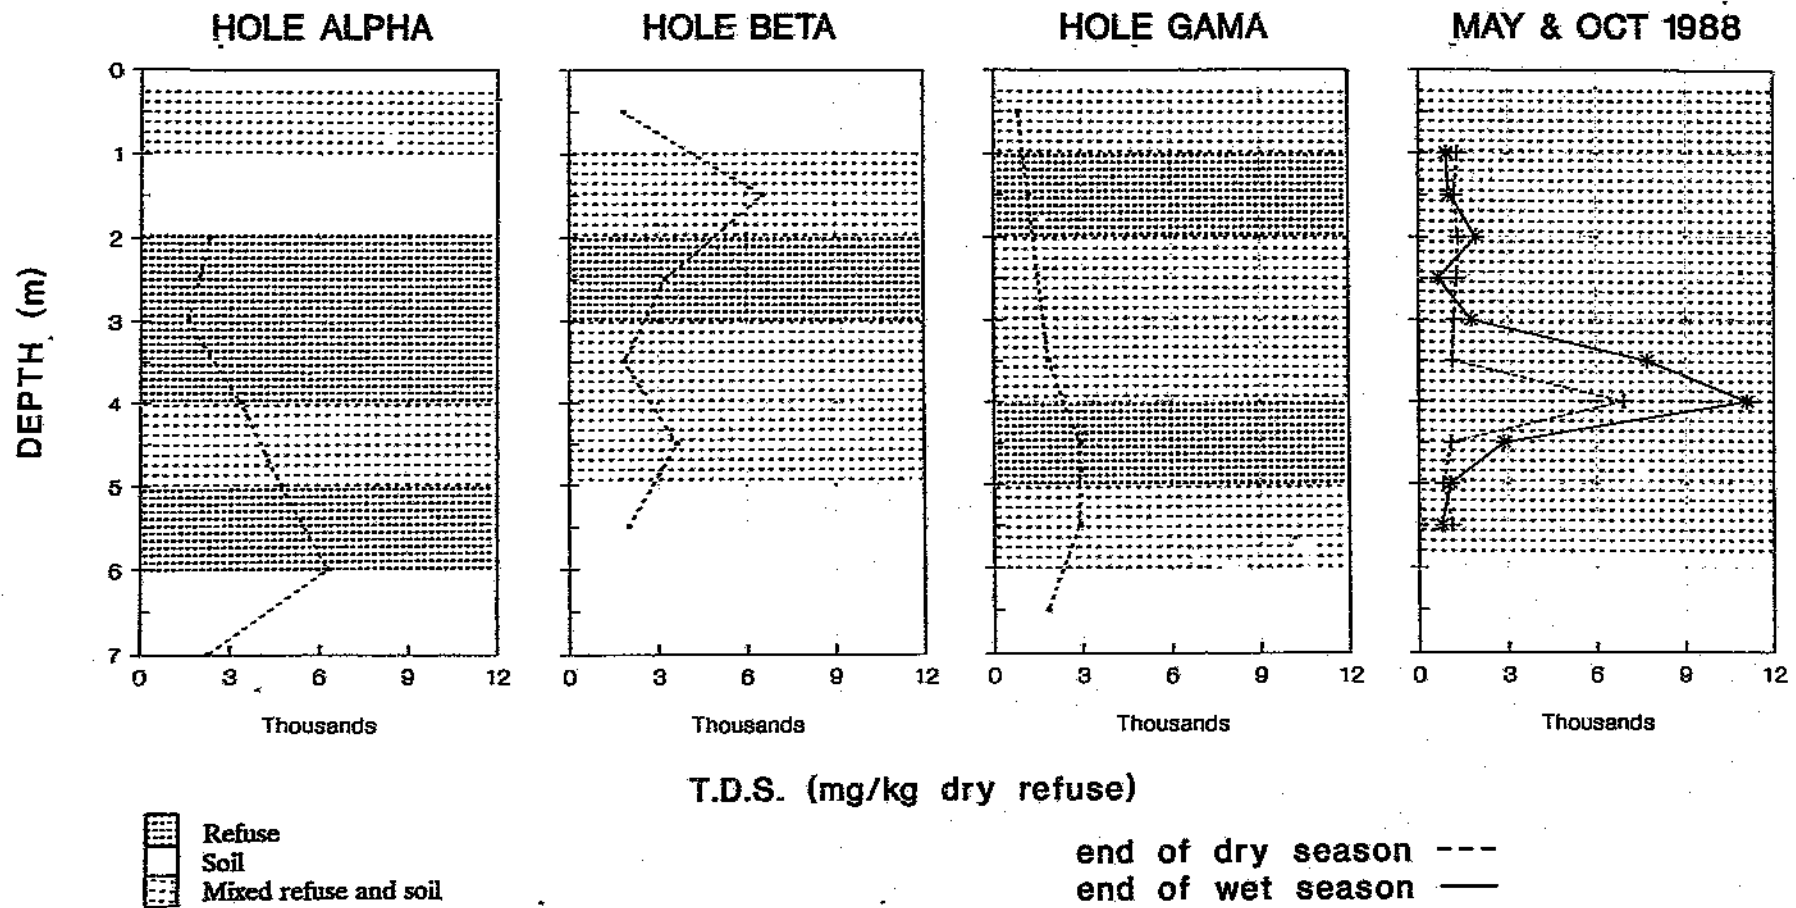 HOLE ALPHA HOLE BETA HOLE GAMA MAY & OCT 1988
0
1
2
3
4
5
6
7
DEPTH (m)
0 3 6 9 12 0 3 6 9 12 0 3 6 9 12 0 3 6 9 12
Thousands Thousands Thousands Thousands
T.D.S. (mg/kg dry refuse)
Refuse
Soil
Mixed refuse and soil
end of dry season
end of wet season